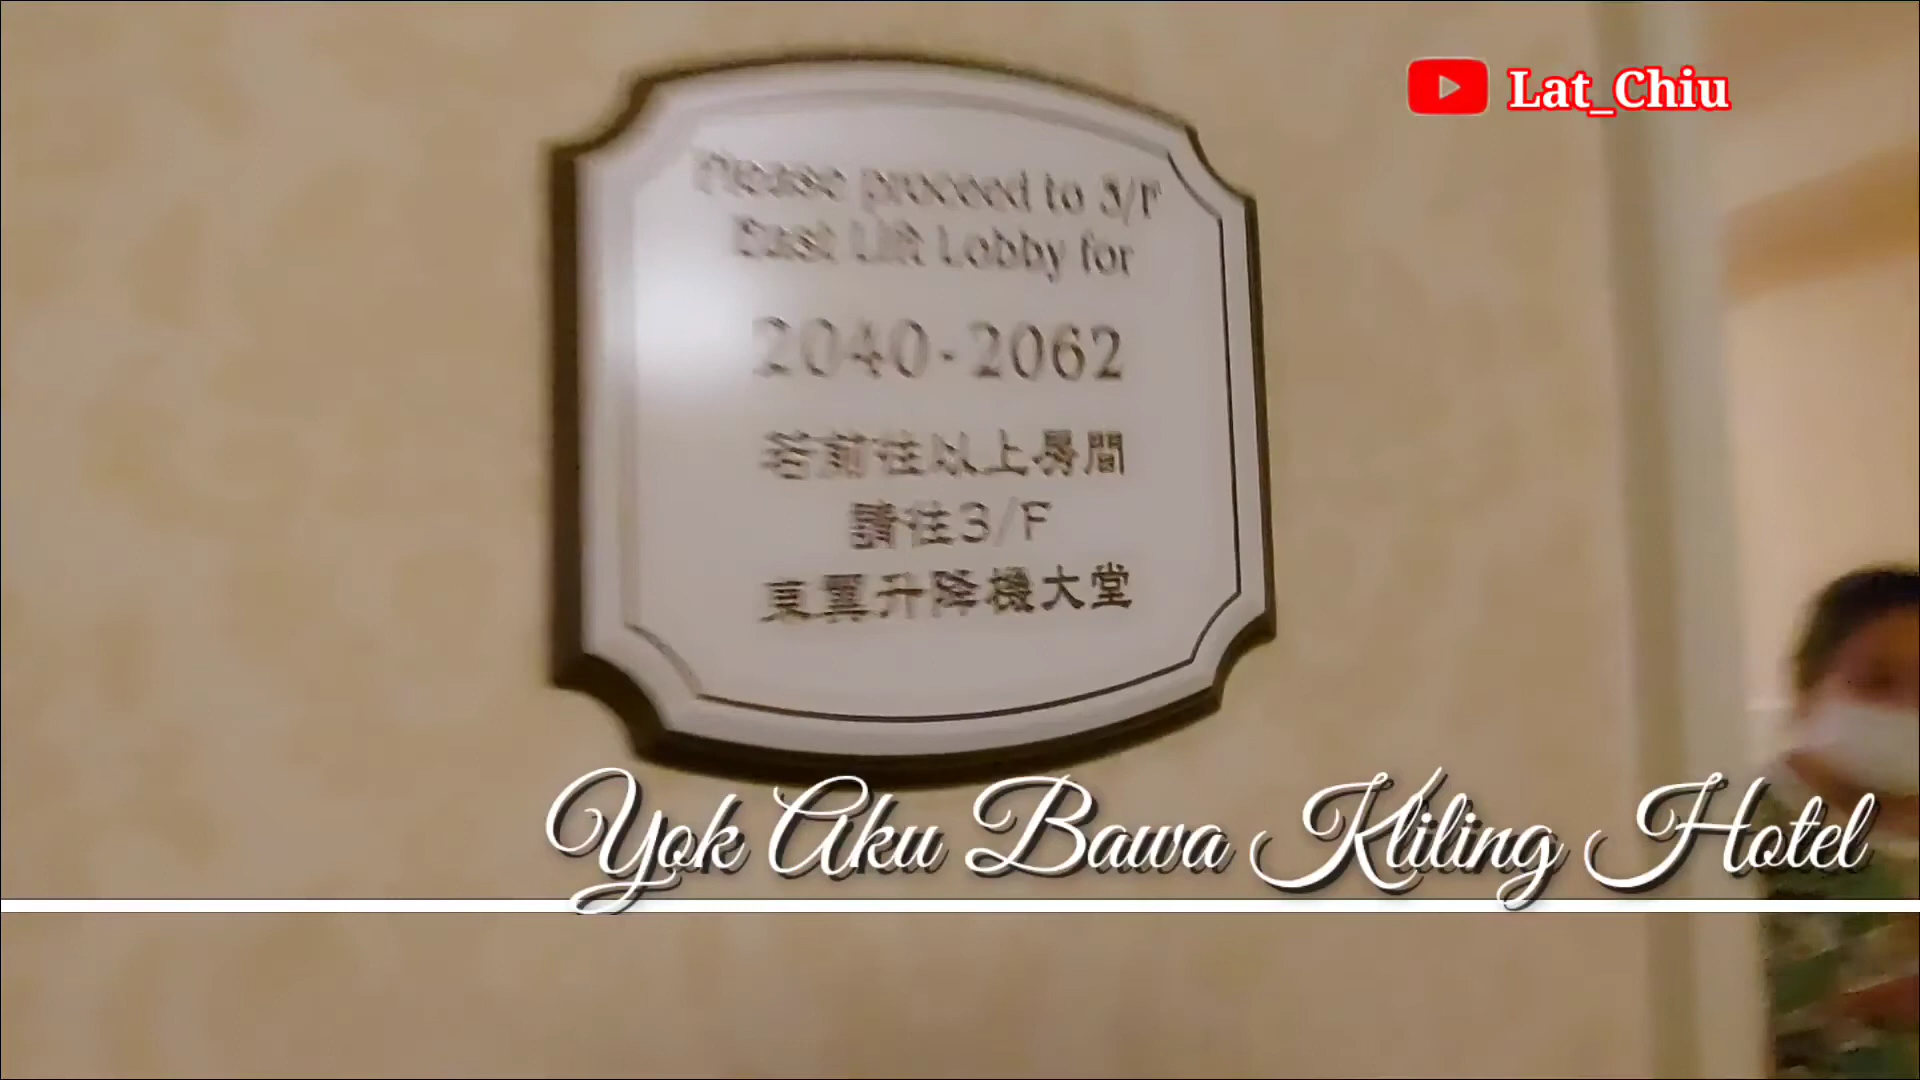 Lat_Chiu
Please proceed to 3/F
East Lift Lobby for
2040-2062
若前往以上房間
請往3/F
東翼升降機大堂
Yok Aku Bawa Kliling Hotel